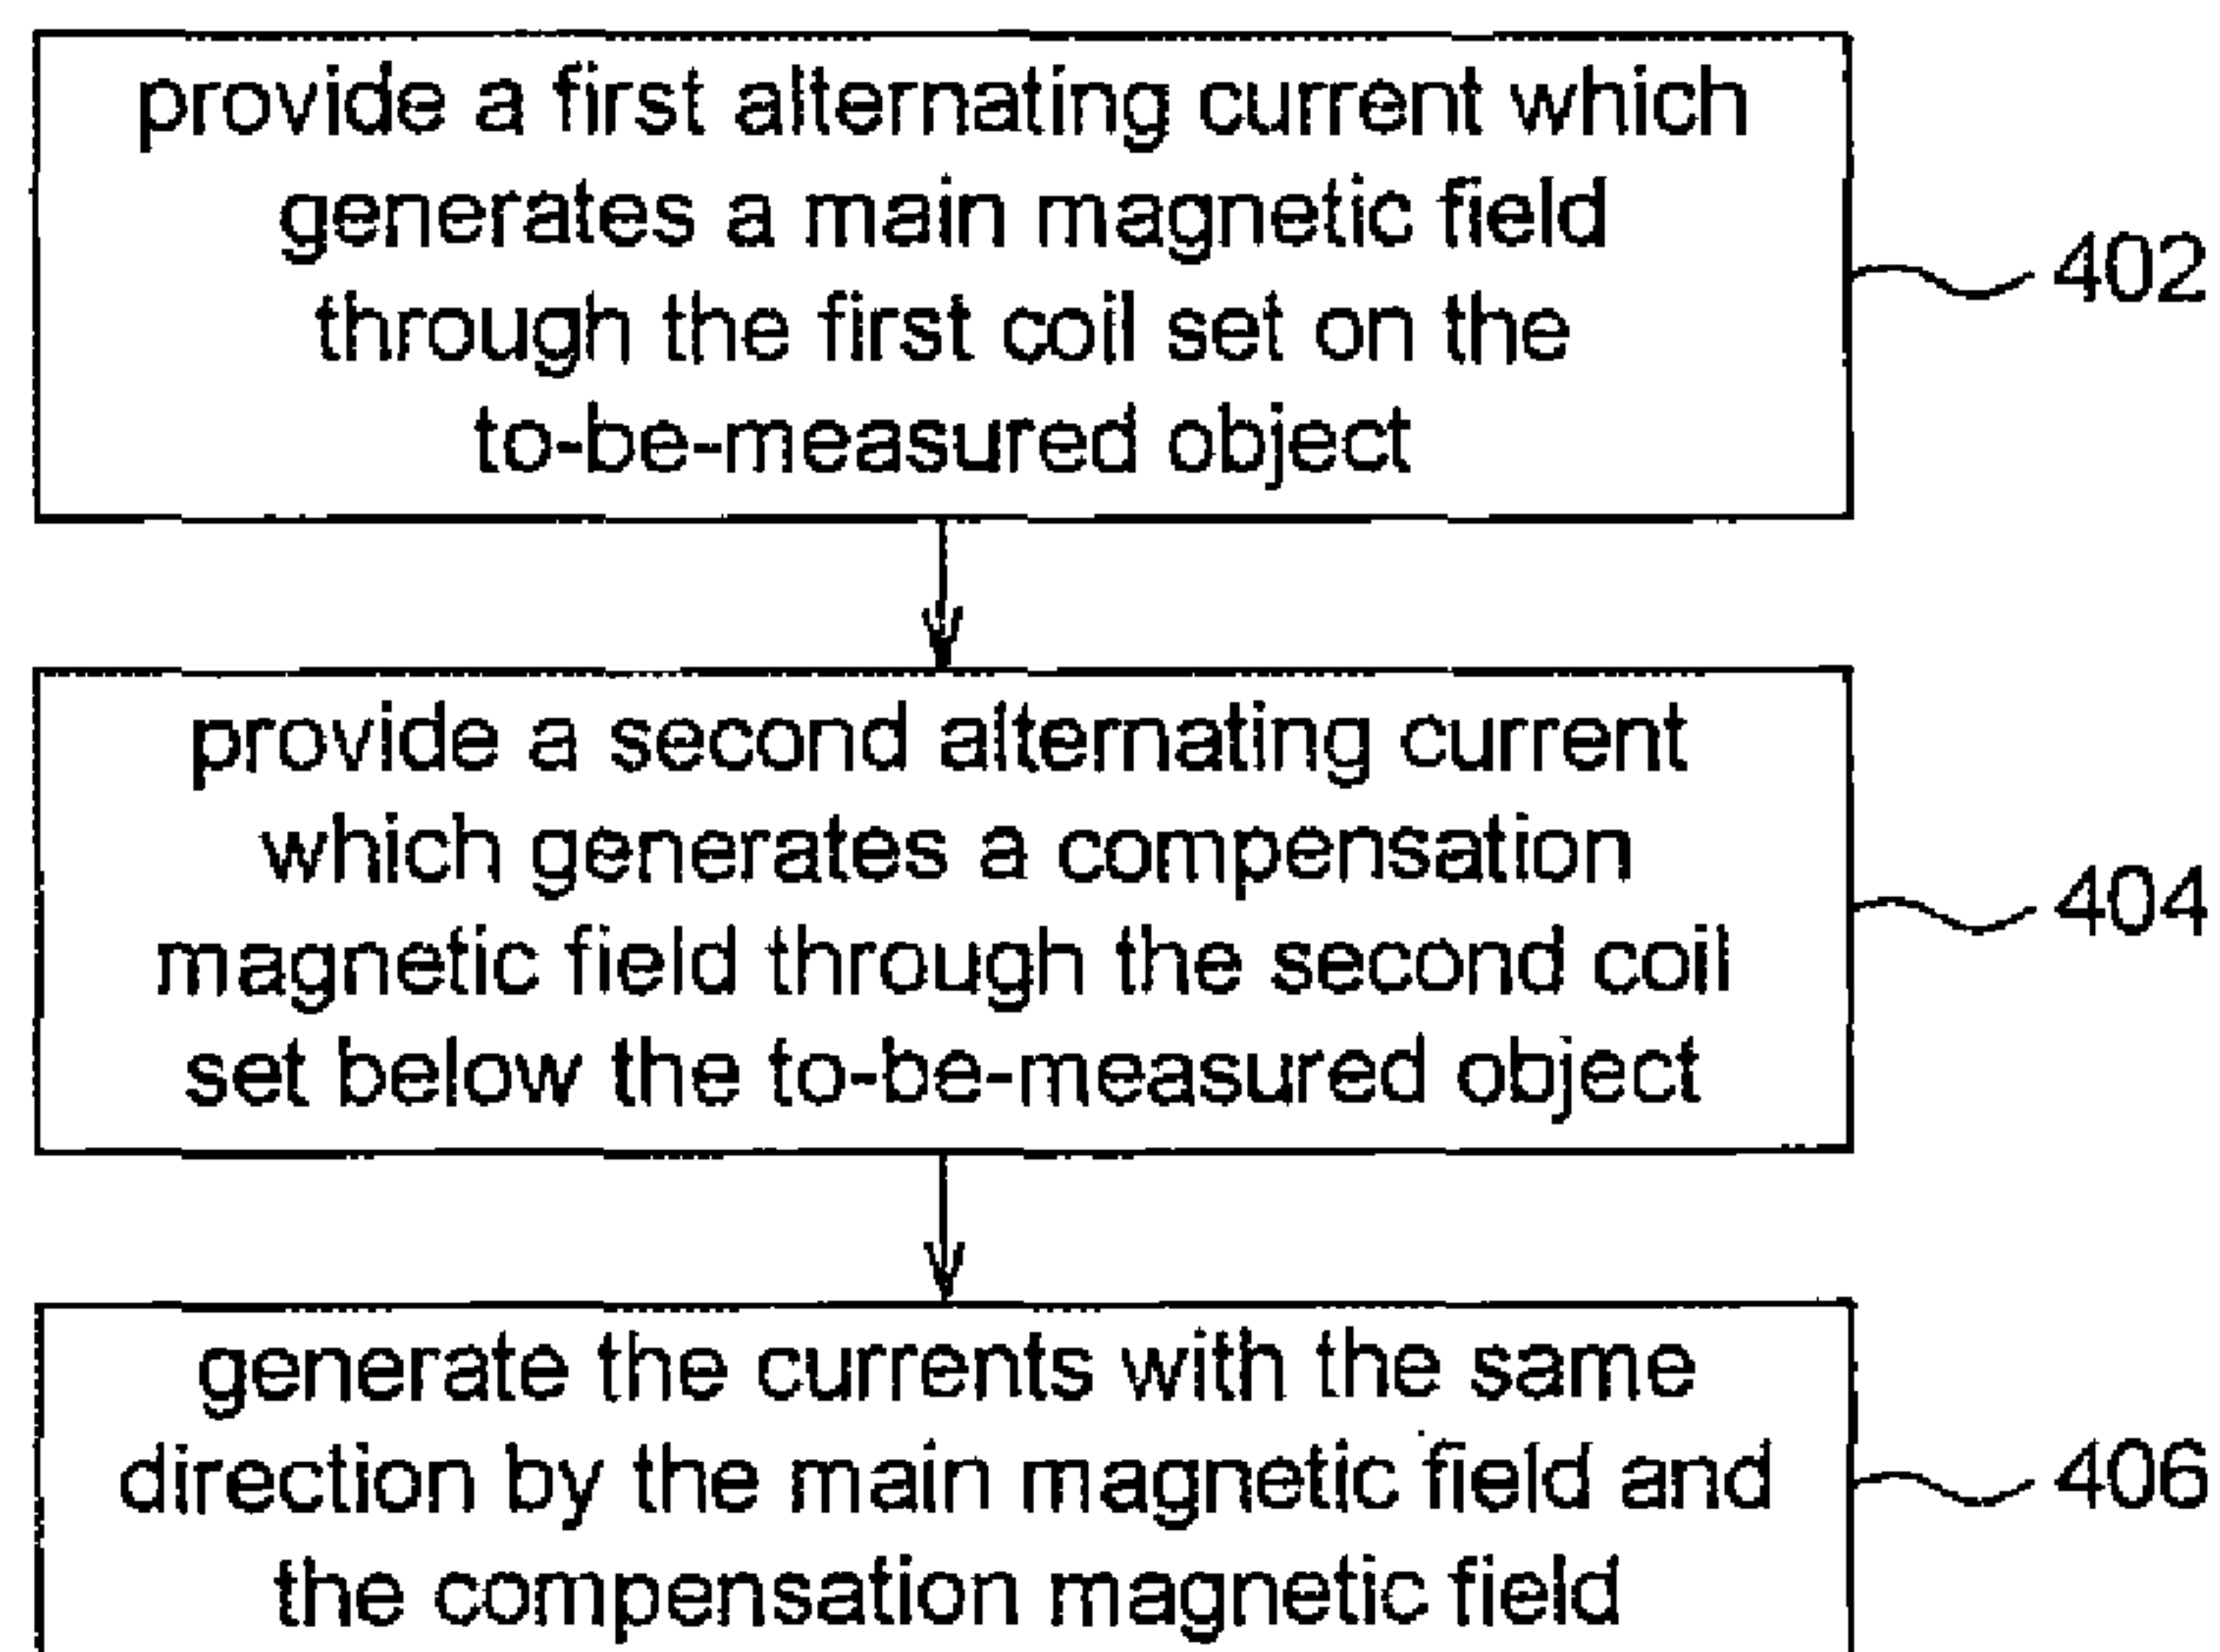 provide a first alternating current which
generates a main magnetic field
through the first coil set on the
to-be-measured object
402
provide a second alternating current
which generates a compensation
magnetic field through the second coil
set below the to-be-measured object
404
generate the currents with the same
direction by the main magnetic field and
the compensation magnetic field
406